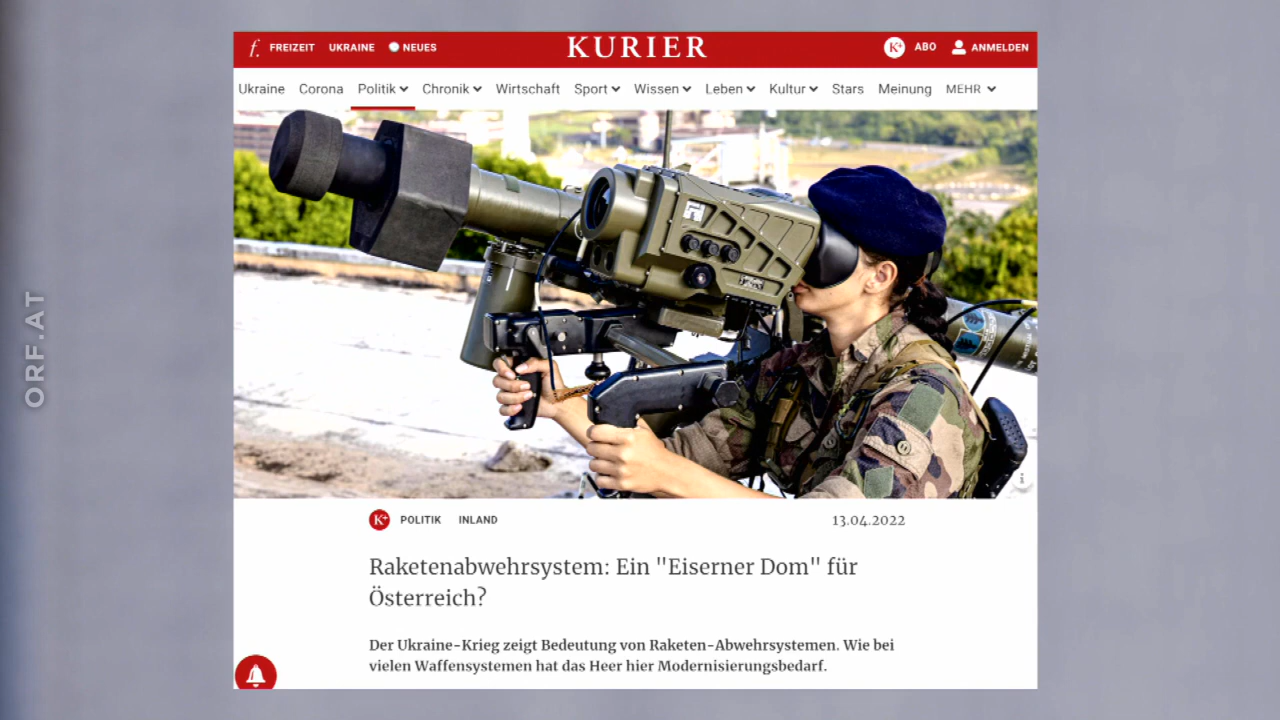 ORF.AT
f. FREIZEIT UKRAINE NEUES KURIER K+ ABO ANMELDEN
Ukraine Corona Politik Chronik Wirtschaft Sport Wissen Leben Kultur Stars Meinung MEHR
K+ POLITIK INLAND 13.04.2022
Raketenabwehrsystem: Ein "Eiserner Dom" für
Österreich?
Der Ukraine-Krieg zeigt Bedeutung von Raketen-Abwehrsystemen. Wie bei
vielen Waffensystemen hat das Heer hier Modernisierungsbedarf.